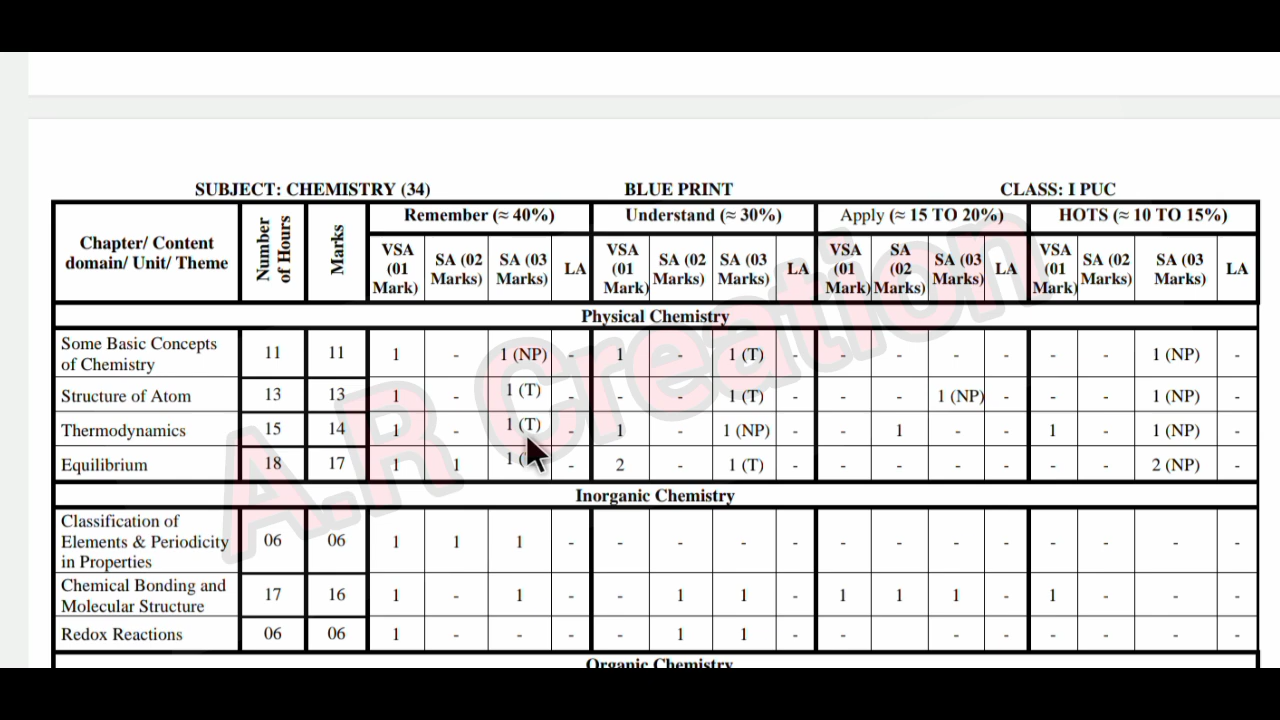 SUBJECT: CHEMISTRY (34) BLUE PRINT CLASS: I PUC
Chapter/ Content domain/ Unit/ Theme | Number of Hours | Marks | Remember (≈ 40%) | Understand (≈ 30%) | Apply (≈ 15 TO 20%) | HOTS (≈ 10 TO 15%)
VSA (01 Mark) | SA (02 Marks) | SA (03 Marks) | LA | VSA (01 Mark) | SA (02 Marks) | SA (03 Marks) | LA | VSA (01 Mark) | SA (02 Marks) | SA (03 Marks) | LA | VSA (01 Mark) | SA (02 Marks) | SA (03 Marks) | LA
Physical Chemistry
Some Basic Concepts of Chemistry | 11 | 11 | 1 | - | 1 (NP) | - | 1 | - | 1 (T) | - | - | - | - | - | - | - | 1 (NP) | -
Structure of Atom | 13 | 13 | 1 | - | 1 (T) | - | - | - | 1 (T) | - | - | - | 1 (NP) | - | - | - | 1 (NP) | -
Thermodynamics | 15 | 14 | 1 | - | 1 (T) | - | 1 | - | 1 (NP) | - | - | 1 | - | - | 1 | - | 1 (NP) | -
Equilibrium | 18 | 17 | 1 | 1 | 1 | - | 2 | - | 1 (T) | - | - | - | - | - | - | - | 2 (NP) | -
Inorganic Chemistry
Classification of Elements & Periodicity in Properties | 06 | 06 | 1 | 1 | 1 | - | - | - | - | - | - | - | - | - | - | - | - | -
Chemical Bonding and Molecular Structure | 17 | 16 | 1 | - | 1 | - | - | 1 | 1 | - | 1 | 1 | 1 | - | 1 | - | - | -
Redox Reactions | 06 | 06 | 1 | - | - | - | - | 1 | 1 | - | - | | - | - | - | - | - | -
Organic Chemistry
A.R Creation